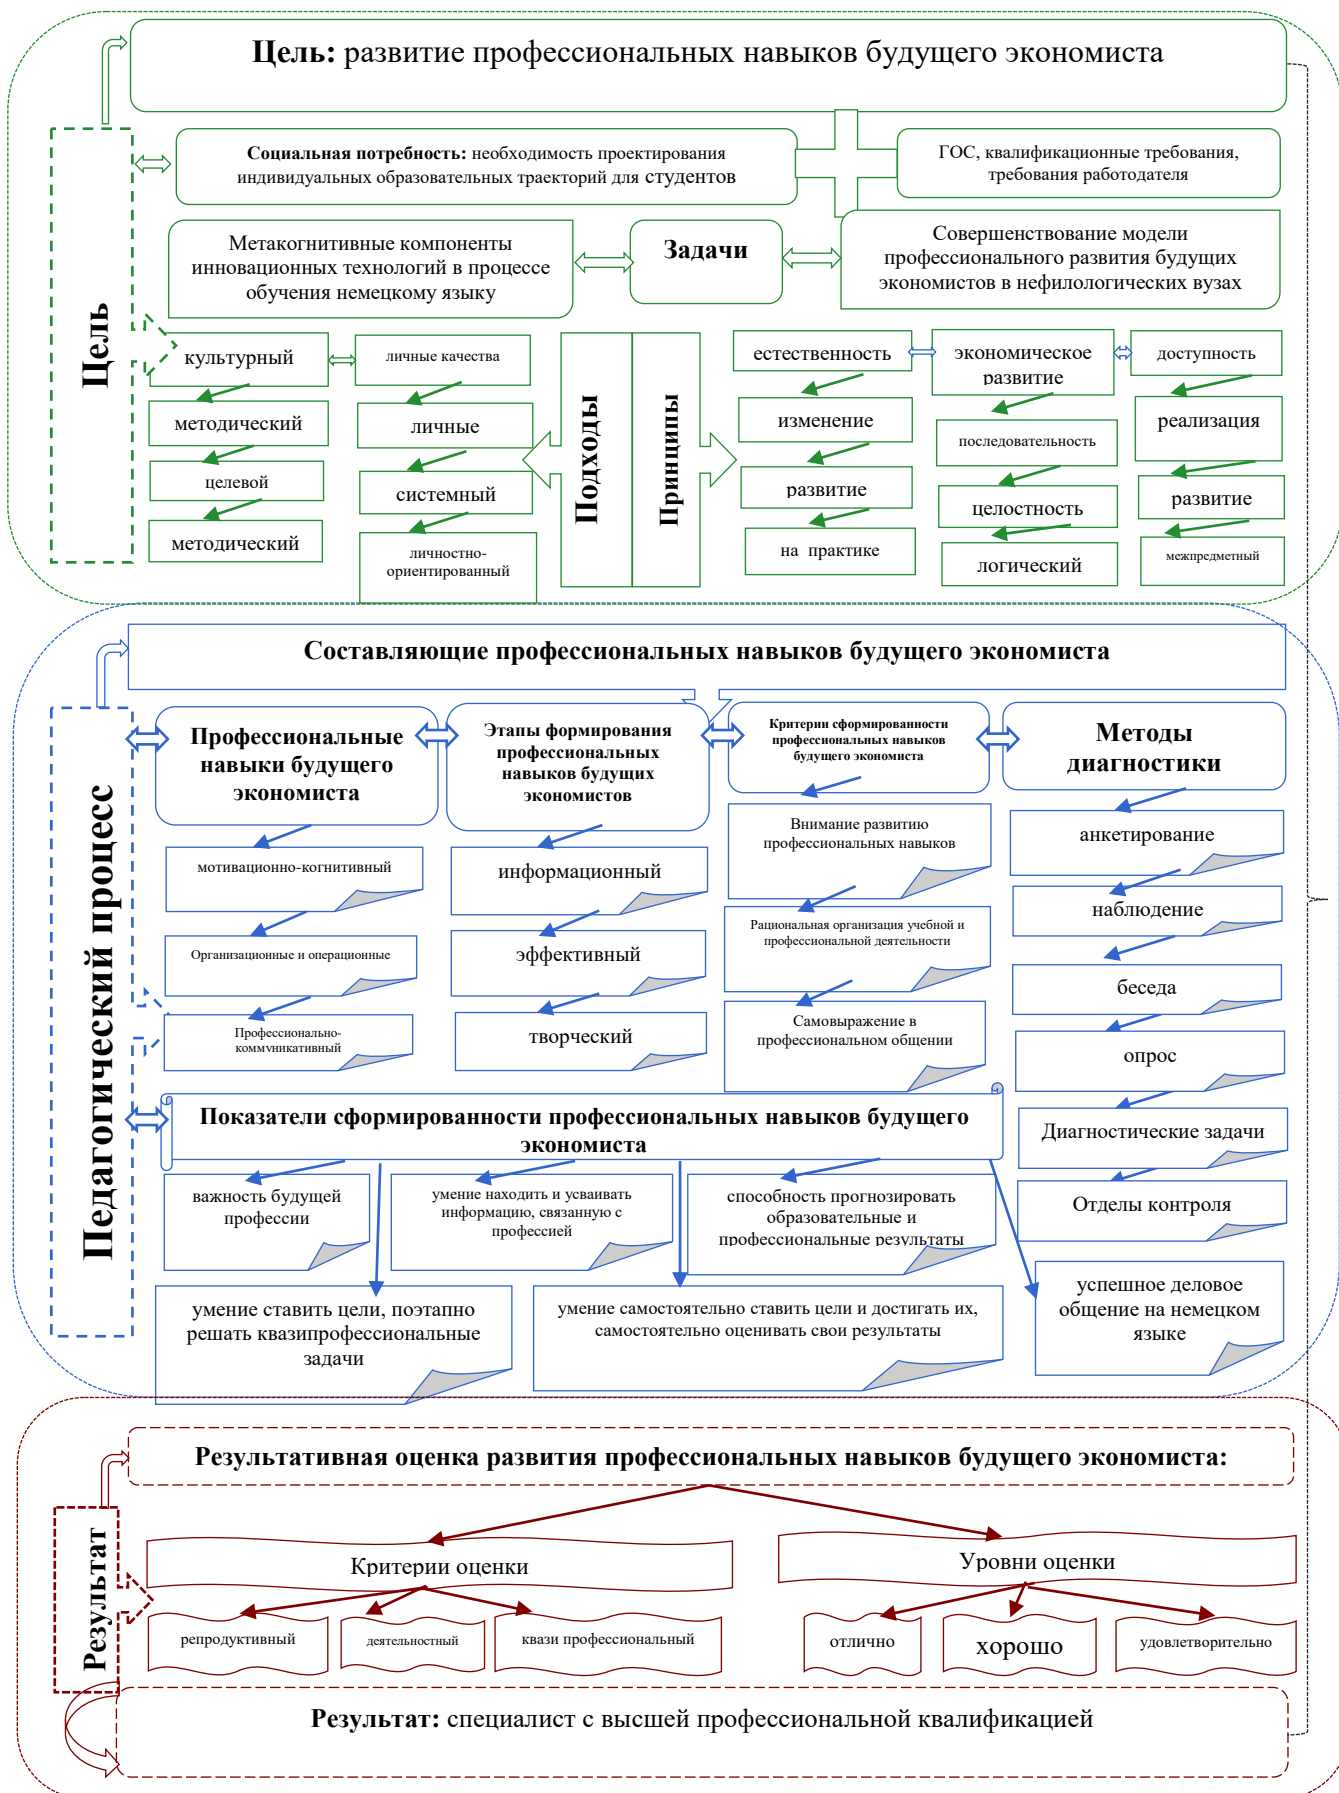 Цель: развитие профессиональных навыков будущего экономиста
Цель
Социальная потребность: необходимость проектирования
индивидуальных образовательных траекторий для студентов
ГОС, квалификационные требования,
требования работодателя
Метакогнитивные компоненты
инновационных технологий в процессе
обучения немецкому языку
Задачи
Совершенствование модели
профессионального развития будущих
экономистов в нефилологических вузах
культурный
методический
целевой
методический
личные качества
личные
системный
личностно-
ориентированный
Подходы
Принципы
естественность
изменение
развитие
на практике
экономическое
развитие
последовательность
целостность
логический
доступность
реализация
развитие
межпредметный
Педагогический процесс
Составляющие профессиональных навыков будущего экономиста
Профессиональные
навыки будущего
экономиста
мотивационно-когнитивный
Организационные и операционные
Профессионально-
коммуникативный
Этапы формирования
профессиональных
навыков будущих
экономистов
информационный
эффективный
творческий
Критерии сформированности
профессиональных навыков
будущего экономиста
Внимание развитию
профессиональных навыков
Рациональная организация учебной и
профессиональной деятельности
Самовыражение в
профессиональном общении
Методы
диагностики
анкетирование
наблюдение
беседа
опрос
Диагностические задачи
Отделы контроля
Показатели сформированности профессиональных навыков будущего
экономиста
важность будущей
профессии
умение находить и усваивать
информацию, связанную с
профессией
способность прогнозировать
образовательные и
профессиональные результаты
умение ставить цели, поэтапно
решать квазипрофессиональные
задачи
умение самостоятельно ставить цели и достигать их,
самостоятельно оценивать свои результаты
успешное деловое
общение на немецком
языке
Результат
Результативная оценка развития профессиональных навыков будущего экономиста:
Критерии оценки
Уровни оценки
репродуктивный
деятельностный
квази профессиональный
отлично
хорошо
удовлетворительно
Результат: специалист с высшей профессиональной квалификацией